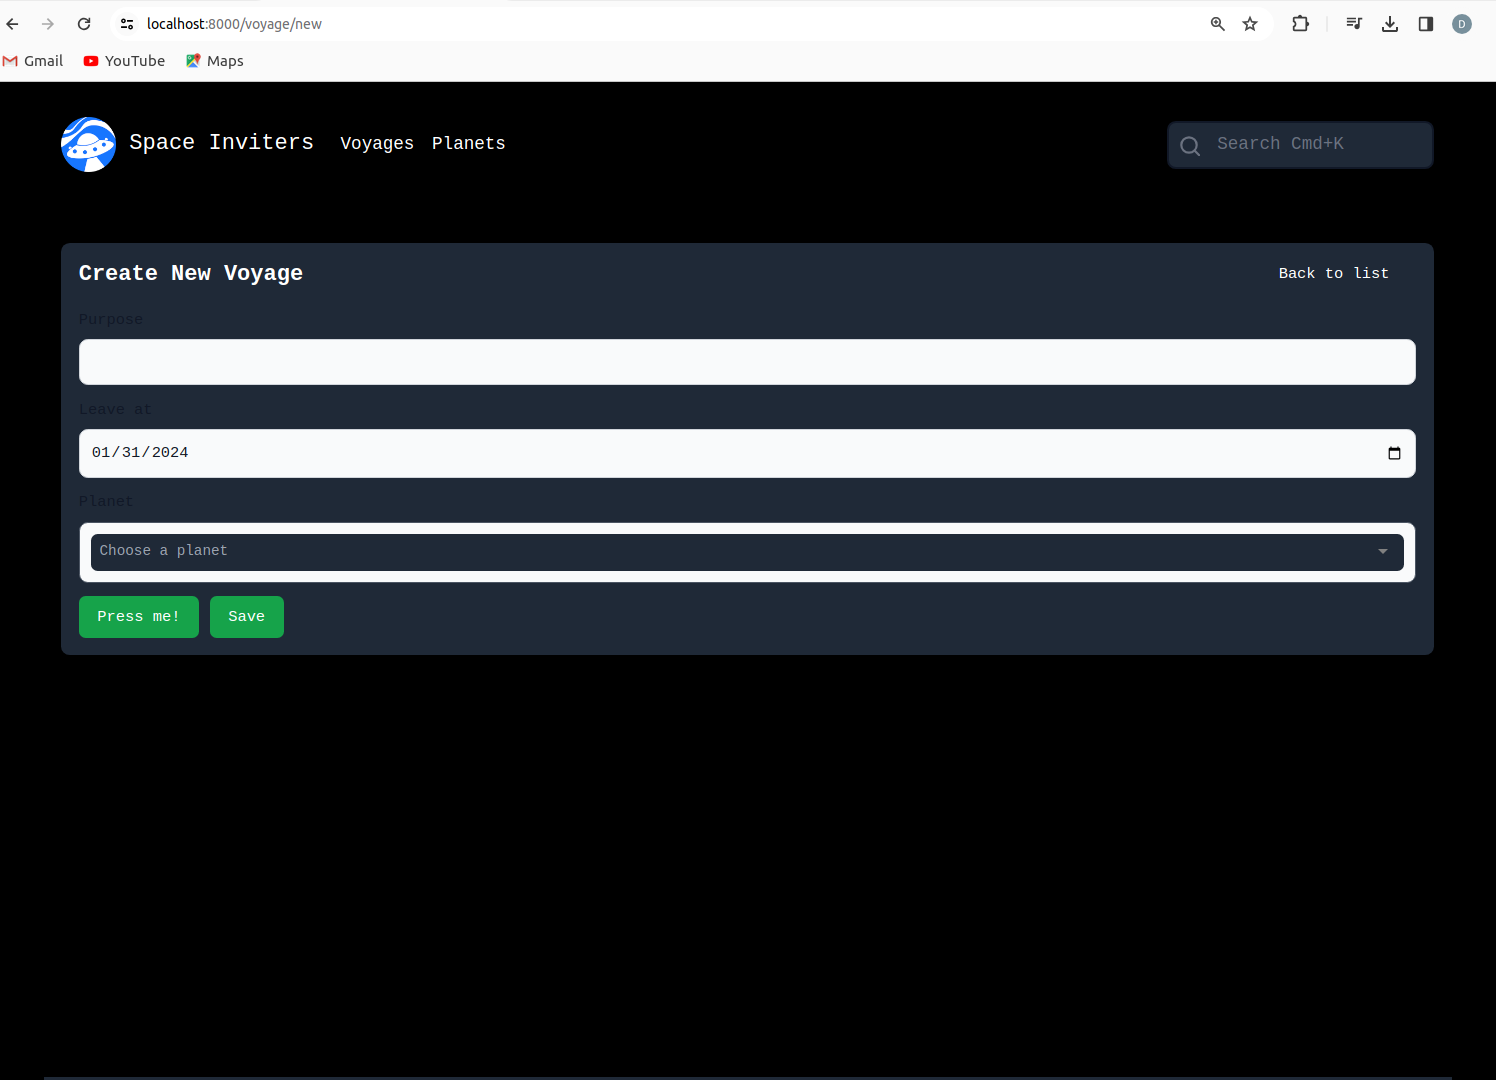 localhost:8000/voyage/new
D
Gmail YouTube Maps
Space Inviters Voyages Planets Search Cmd+K
Create New Voyage Back to list
Purpose
Leave at
01/31/2024
Planet
Choose a planet
Press me! Save